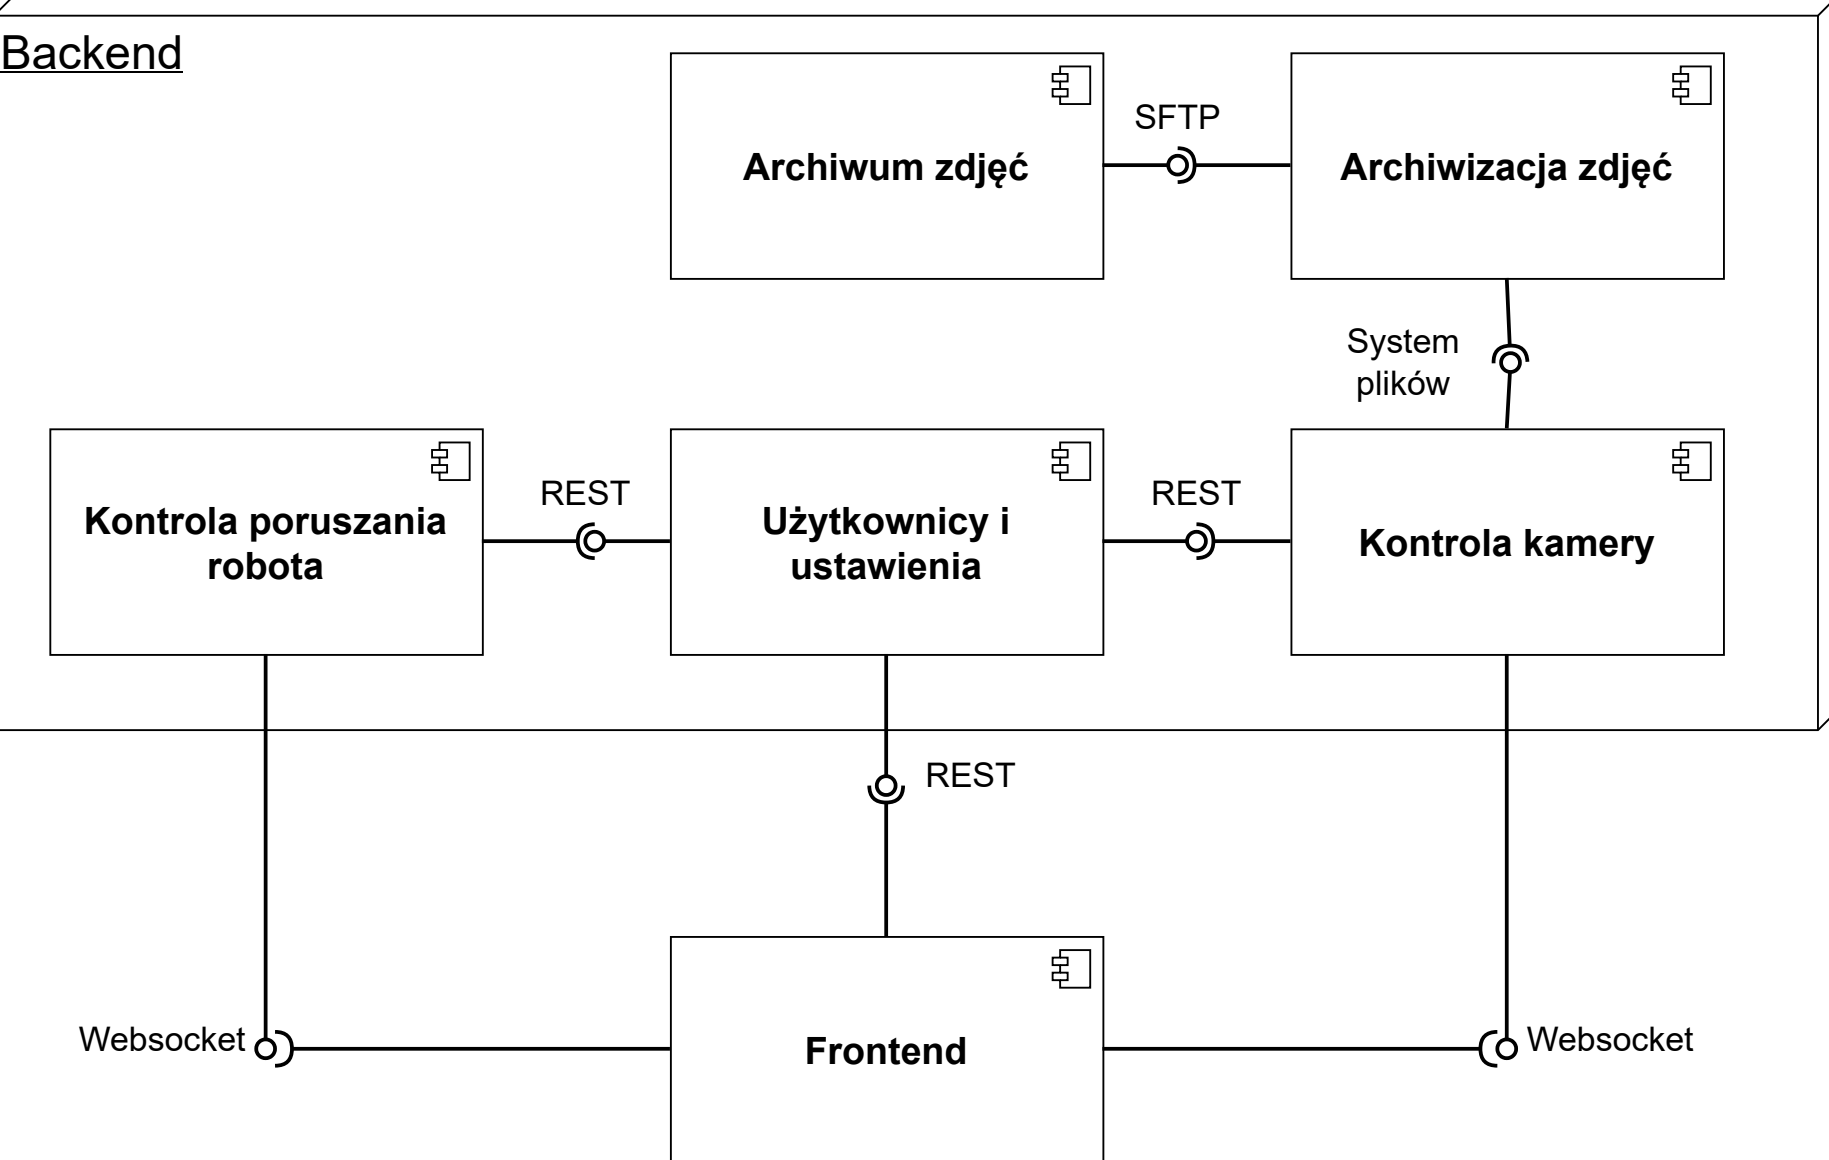 Backend
SFTP
Archiwum zdjęć
Archiwizacja zdjęć
System
plików
REST
REST
Kontrola poruszania
robota
Użytkownicy i
ustawienia
Kontrola kamery
REST
Websocket
Frontend
Websocket